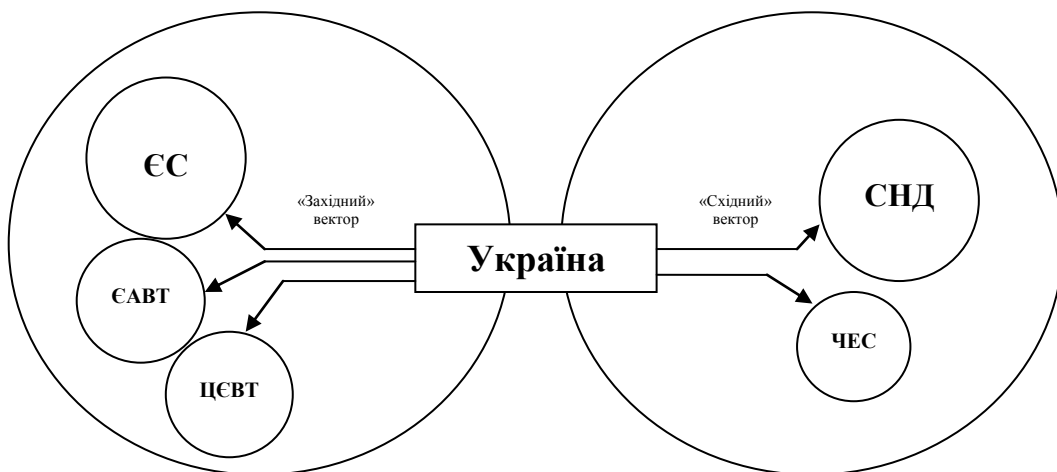 ЄС
«Західний»
вектор
«Східний»
вектор
СНД
Україна
ЄАВТ
ЦЄВТ
ЧЕС